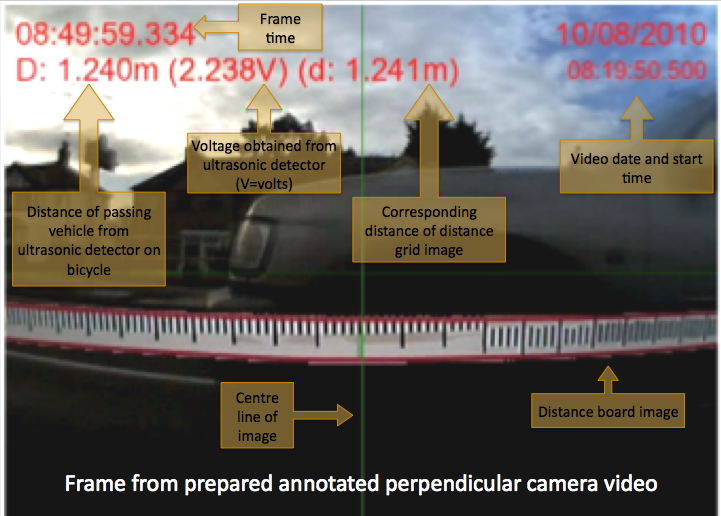 08:49:59.334
Frame
time
10/08/2010
D: 1.240m (2.238V) (d: 1.241m)
08:19:50.500
Voltage obtained from
ultrasonic detector
(V=volts)
Video date and start
time
Distance of passing
vehicle from
ultrasonic detector on
bicycle
Corresponding
distance of distance
grid image
Centre
line of
image
Distance board image
Frame from prepared annotated perpendicular camera video